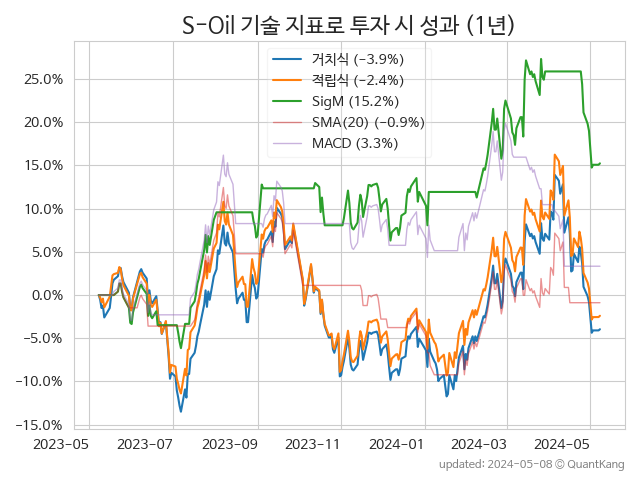 S-Oil 기술 지표로 투자 시 성과 (1년)
거치식 (−3.9%)
적립식 (−2.4%)
SigM (15.2%)
SMA(20) (−0.9%)
MACD (3.3%)
25.0%
20.0%
15.0%
10.0%
5.0%
0.0%
−5.0%
−10.0%
−15.0%
2023-05 2023-07 2023-09 2023-11 2024-01 2024-03 2024-05
updated: 2024-05-08 © QuantKang